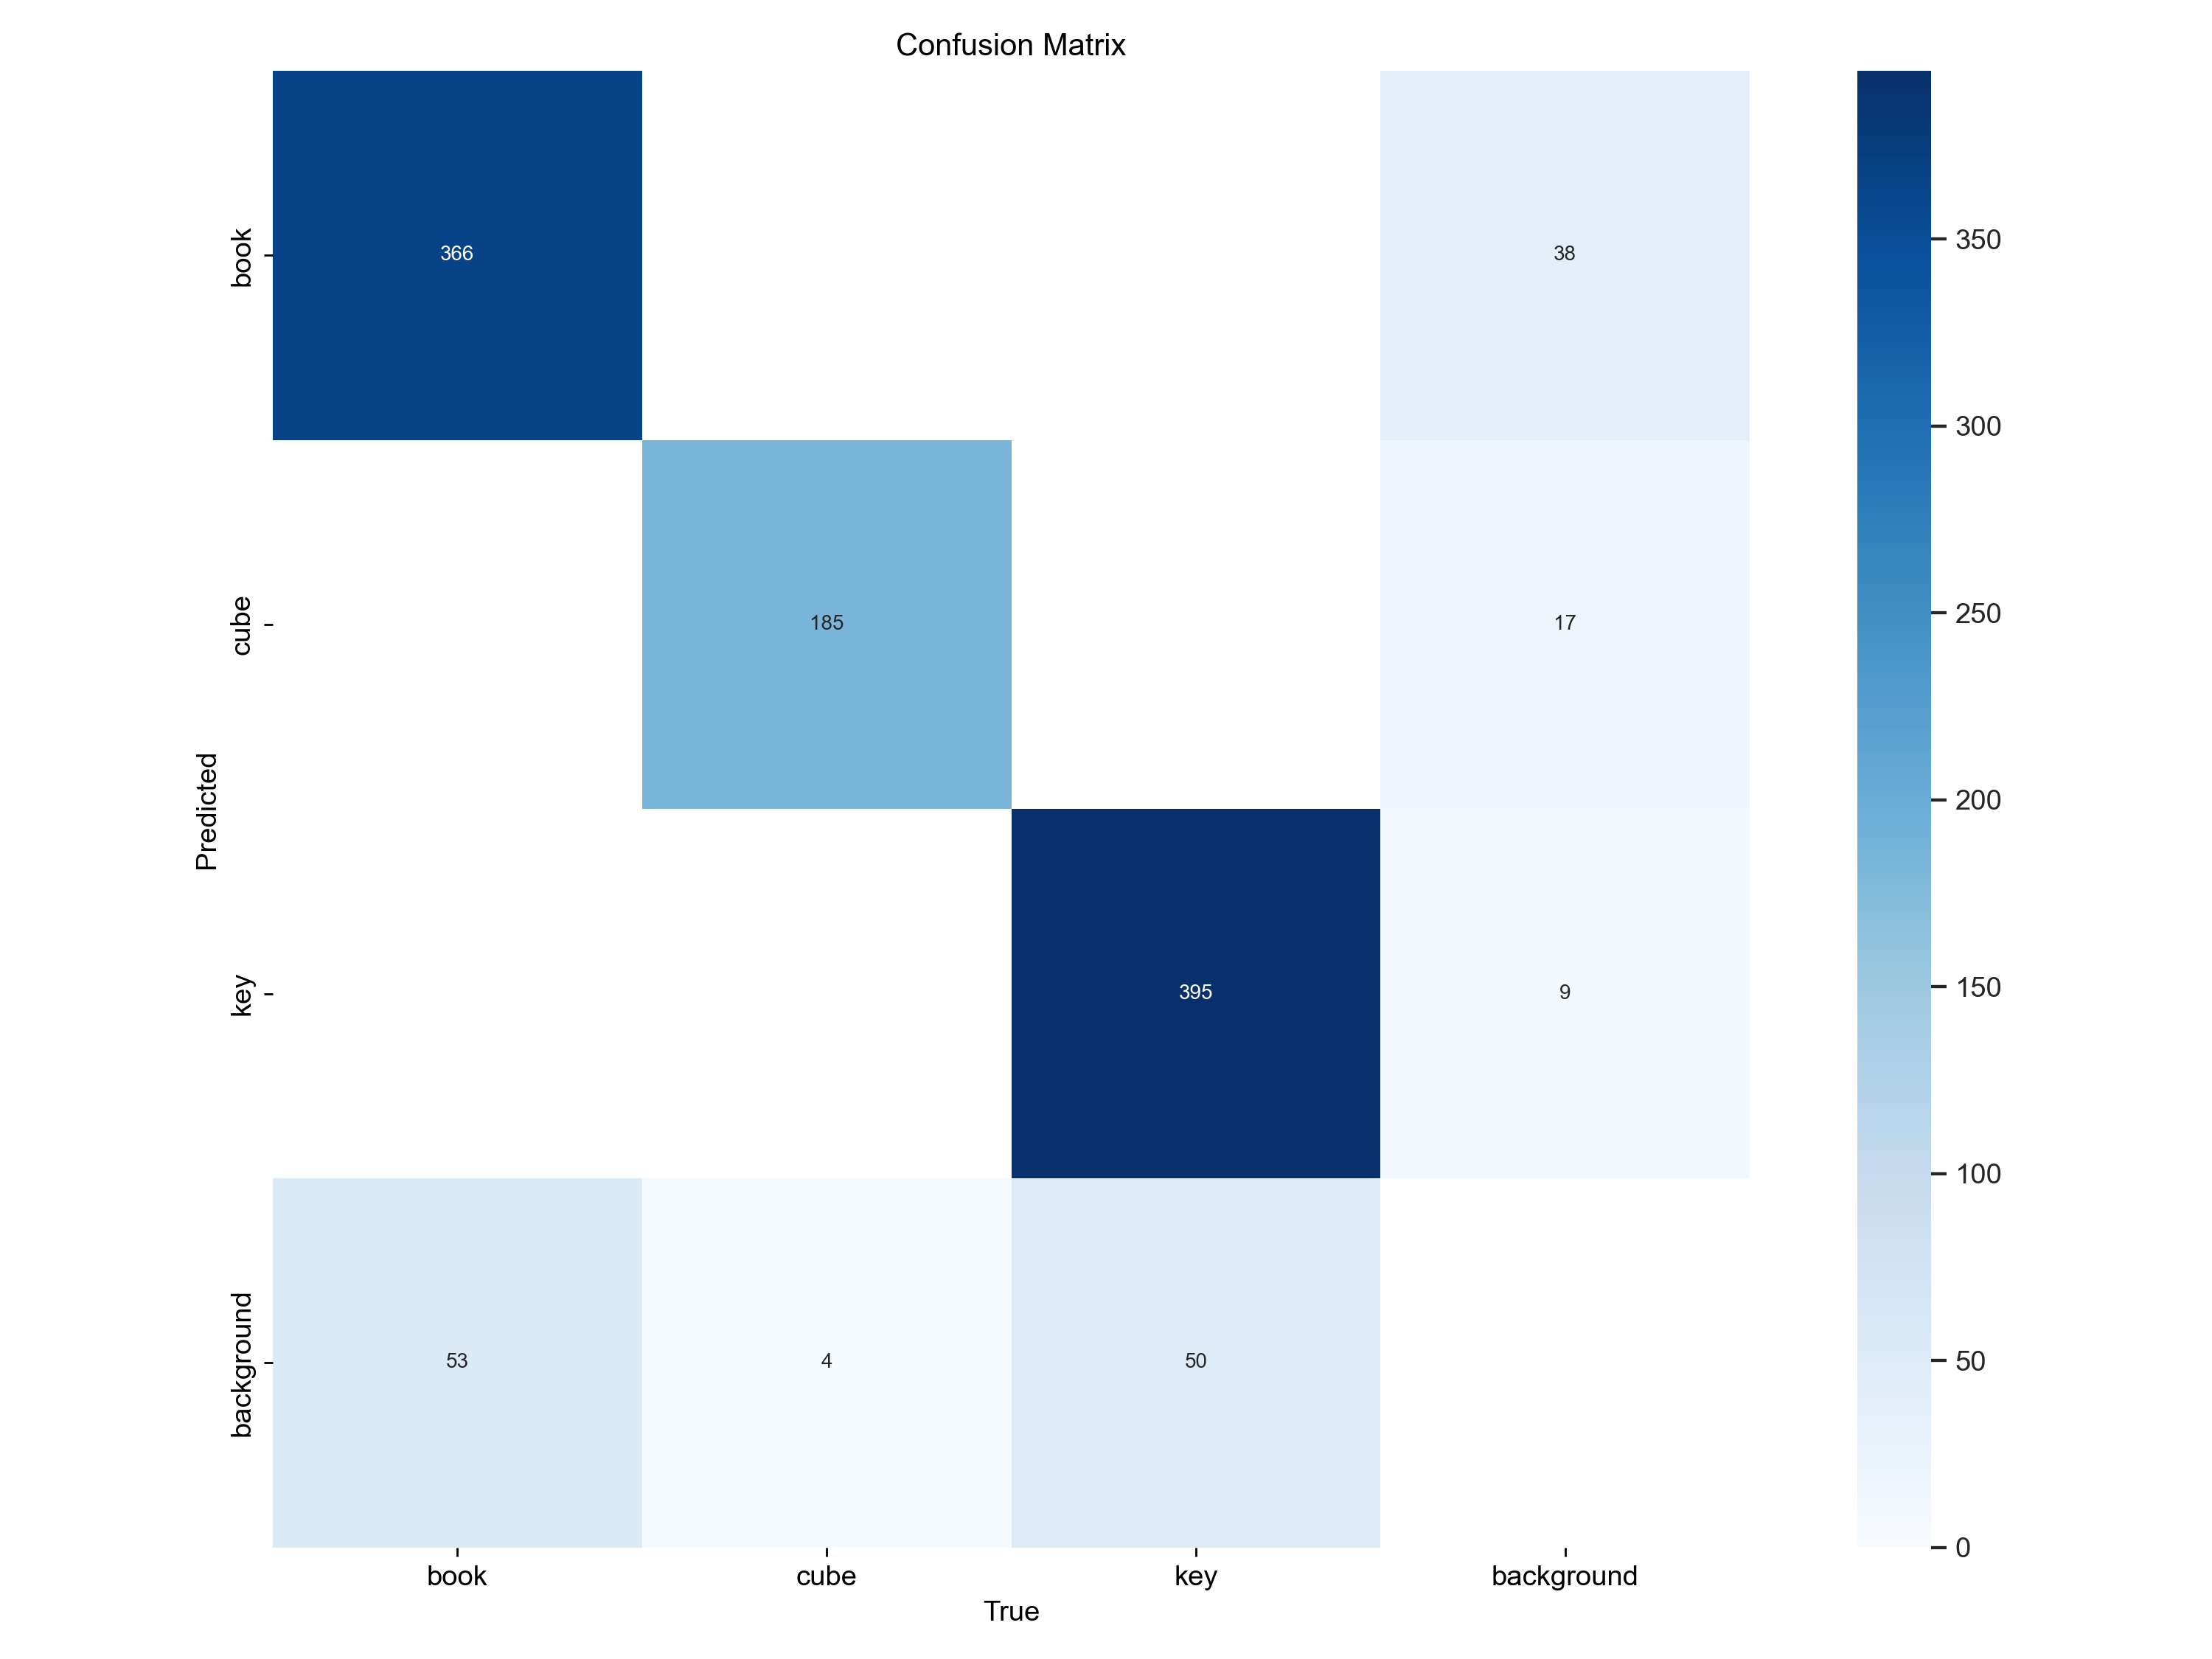 Confusion Matrix
book
366
38
350
300
cube
185
17
250
Predicted
200
key
395
9
150
100
background
53
4
50
50
0
book cube key background
True